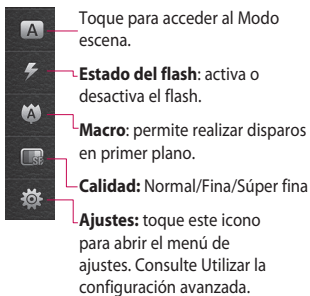 A
Toque para acceder al Modo
escena.
Estado del flash: activa o
desactiva el flash.
A
Macro: permite realizar disparos
en primer plano.
SF
Calidad: Normal/Fina/Súper fina
Ajustes: toque este icono
para abrir el menú de
ajustes. Consulte Utilizar la
configuración avanzada.